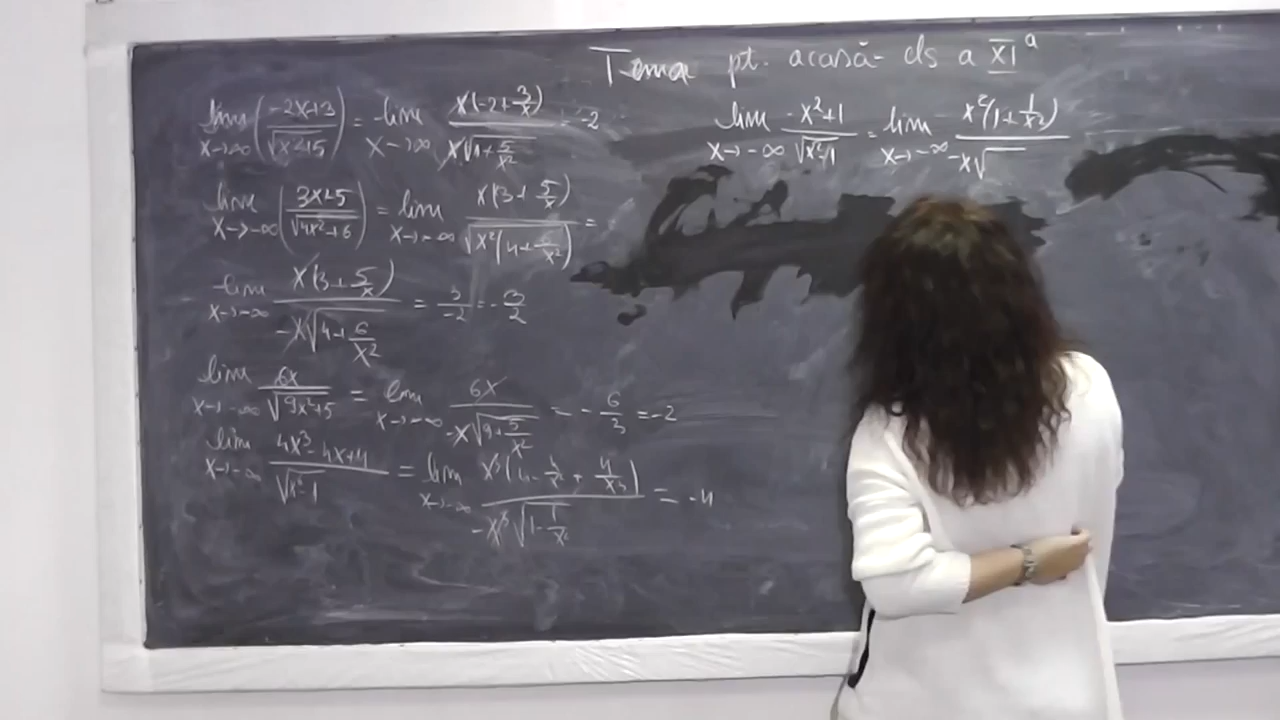 Tema pt. acasă cls a XI a
lim x→∞ (-2x+3 / √x²+5) = lim x→∞ x(-2+3/x) / x√1+5/x² = -2
lim x→-∞ (3x+5 / √4x²+6) = lim x→-∞ x(3+5/x) / √x²(4+6/x²) =
lim x→-∞ x(3+5/x) / -x√4+6/x² = 3/-2 = -3/2
lim x→-∞ 6x / √9x²+5 = lim x→-∞ 6x / -x√9+5/x² = -6/3 = -2
lim x→-∞ 4x³-4x+4 / √x⁶-1 = lim x→-∞ x³(4-4/x²+4/x³) / -x³√1-1/x⁶ = -4
lim x→-∞ -x²+1 / √x²-1 = lim x→-∞ x²(1+1/x²) / -x√